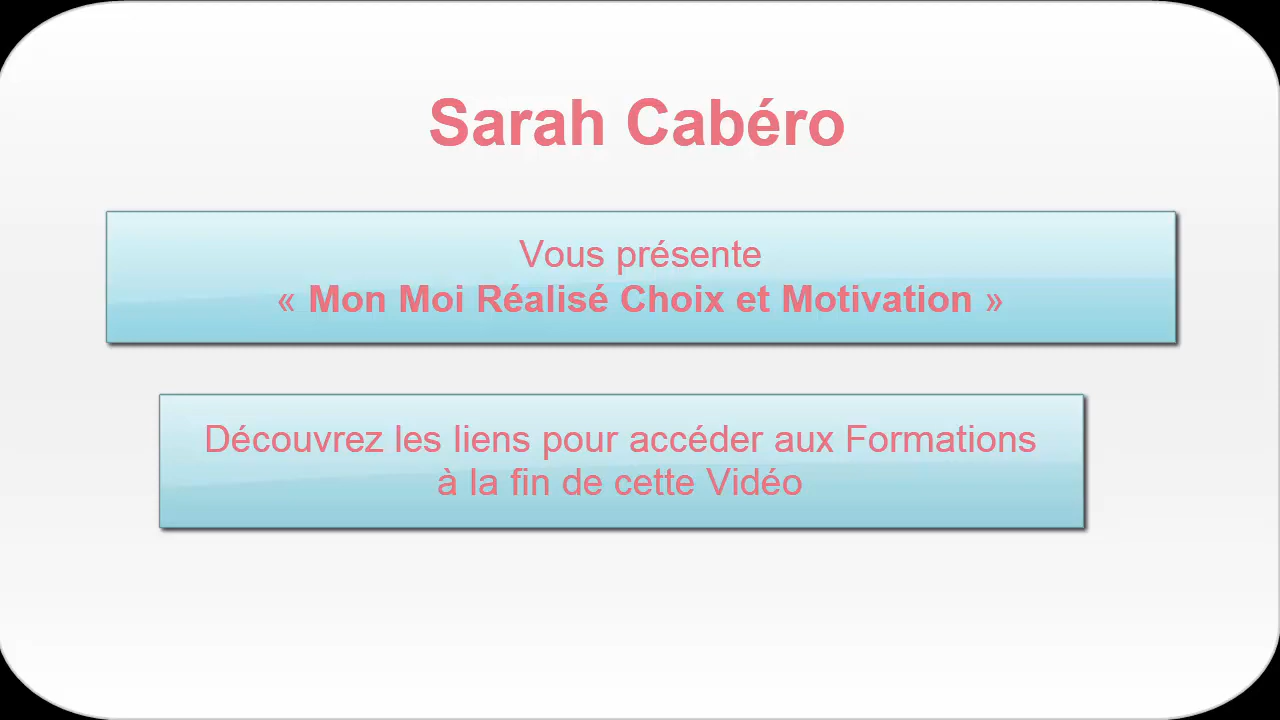 Sarah Cabéro
Vous présente
« Mon Moi Réalisé Choix et Motivation »
Découvrez les liens pour accéder aux Formations
à la fin de cette Vidéo